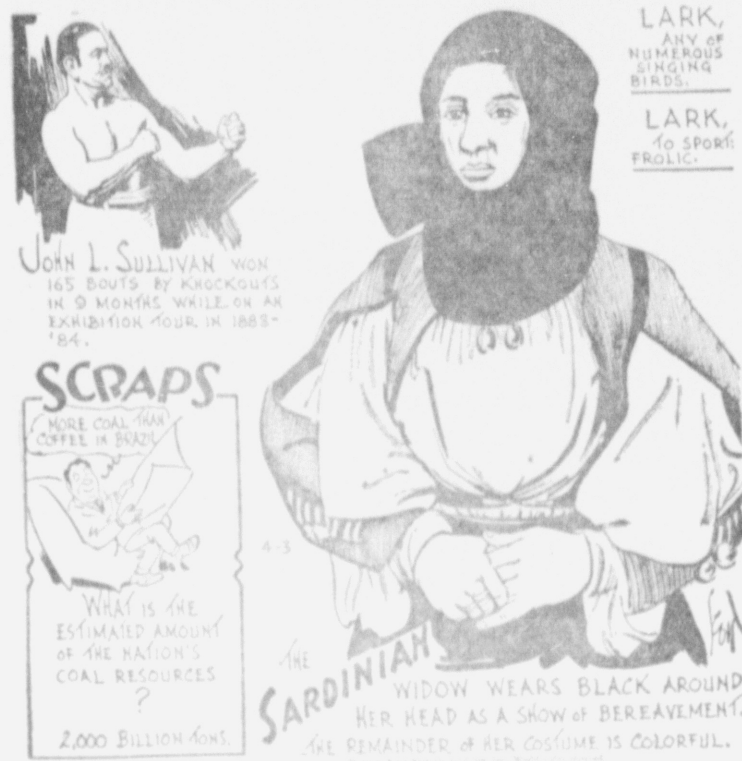 LARK,
ANY OF
NUMEROUS
SINGING
BIRDS.
LARK,
TO SPORT:
FROLIC.
JOHN L. SULLIVAN WON
165 BOUTS BY KNOCKOUTS
IN 9 MONTHS WHILE ON AN
EXHIBITION TOUR IN 1883-
'84.
SCRAPS
MORE COAL THAN
COFFEE IN BRAZIL
WHAT IS THE
ESTIMATED AMOUNT
OF THE NATION'S
COAL RESOURCES
?
2,000 BILLION TONS.
4-3
THE
SARDINIAN
WIDOW WEARS BLACK AROUND
HER HEAD AS A SHOW OF BEREAVEMENT.
THE REMAINDER OF HER COSTUME IS COLORFUL.